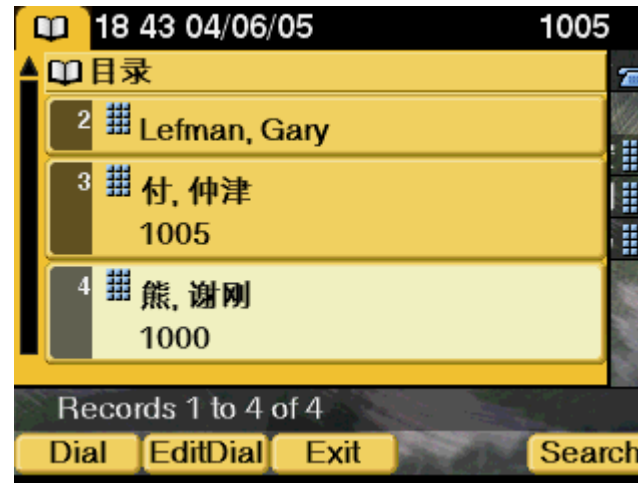 18 43 04/06/05 1005
目录
2 Lefman, Gary
3 付, 仲津
1005
4 熊, 谢刚
1000
Records 1 to 4 of 4
Dial EditDial Exit Search